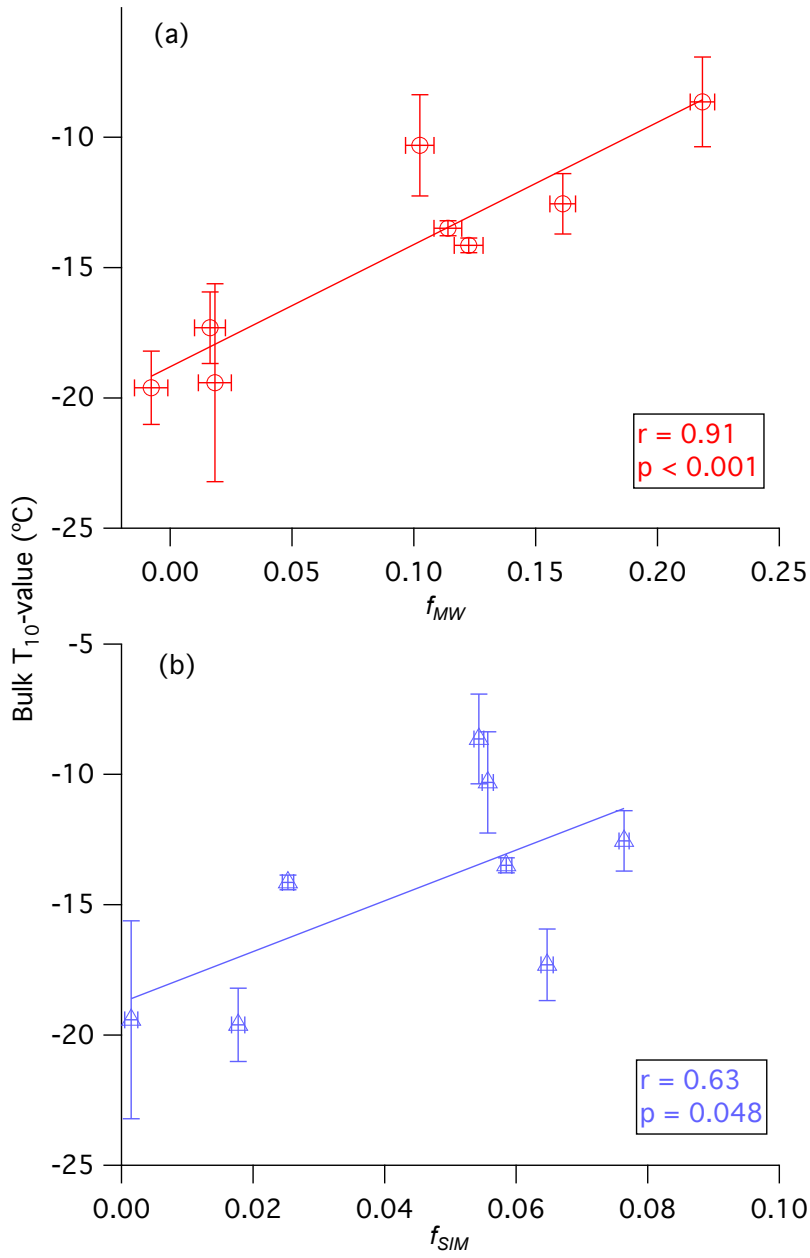 (a)
-10
-15
-20
-25
r = 0.91
p < 0.001
0.00 0.05 0.10 0.15 0.20 0.25
fMW
Bulk T10-value (ºC)
(b)
-5
-10
-15
-20
-25
r = 0.63
p = 0.048
0.00 0.02 0.04 0.06 0.08 0.10
fSIM